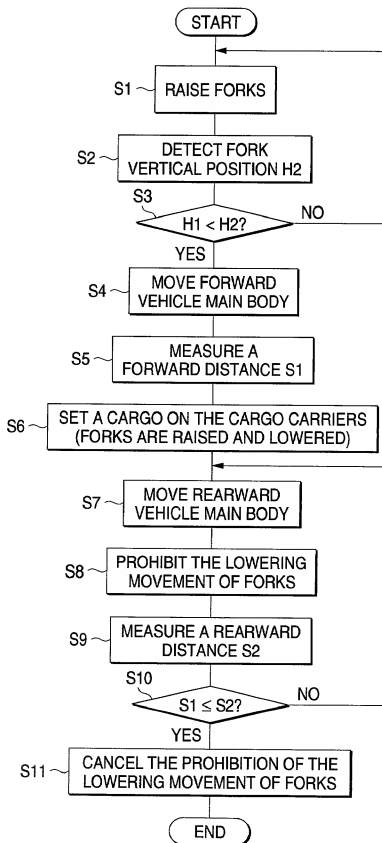 START
S1
RAISE FORKS
S2
DETECT FORK
VERTICAL POSITION H2
S3
H1 < H2?
NO
YES
S4
MOVE FORWARD
VEHICLE MAIN BODY
S5
MEASURE A
FORWARD DISTANCE S1
S6
SET A CARGO ON THE CARGO CARRIERS
(FORKS ARE RAISED AND LOWERED)
S7
MOVE REARWARD
VEHICLE MAIN BODY
S8
PROHIBIT THE LOWERING
MOVEMENT OF FORKS
S9
MEASURE A REARWARD
DISTANCE S2
S10
S1 ≤ S2?
NO
YES
S11
CANCEL THE PROHIBITION OF THE
LOWERING MOVEMENT OF FORKS
END